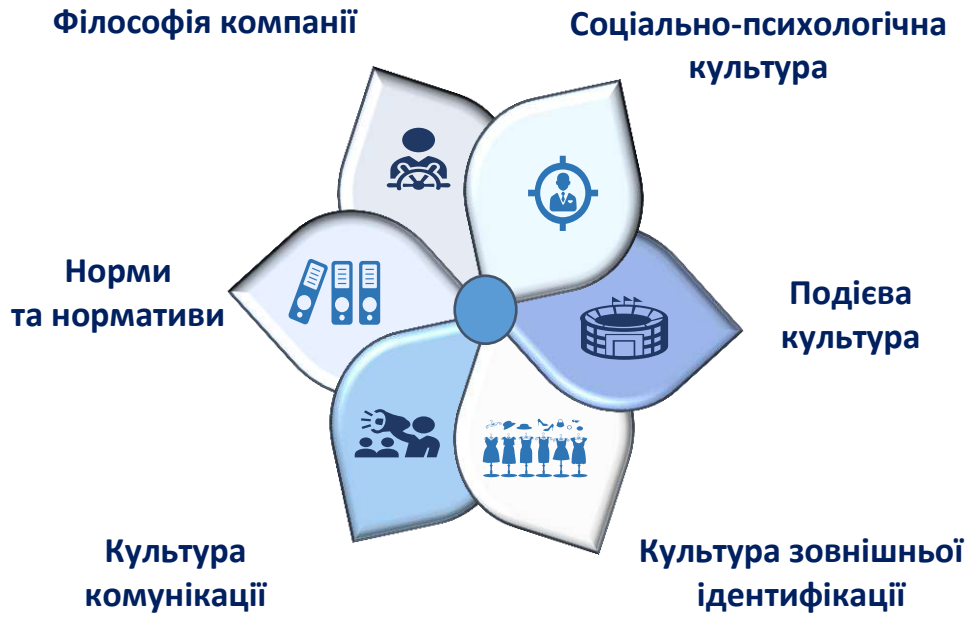 Філософія компанії
Соціально-психологічна
культура
Норми
та нормативи
Подієва
культура
Культура
комунікації
Культура зовнішньої
ідентифікації